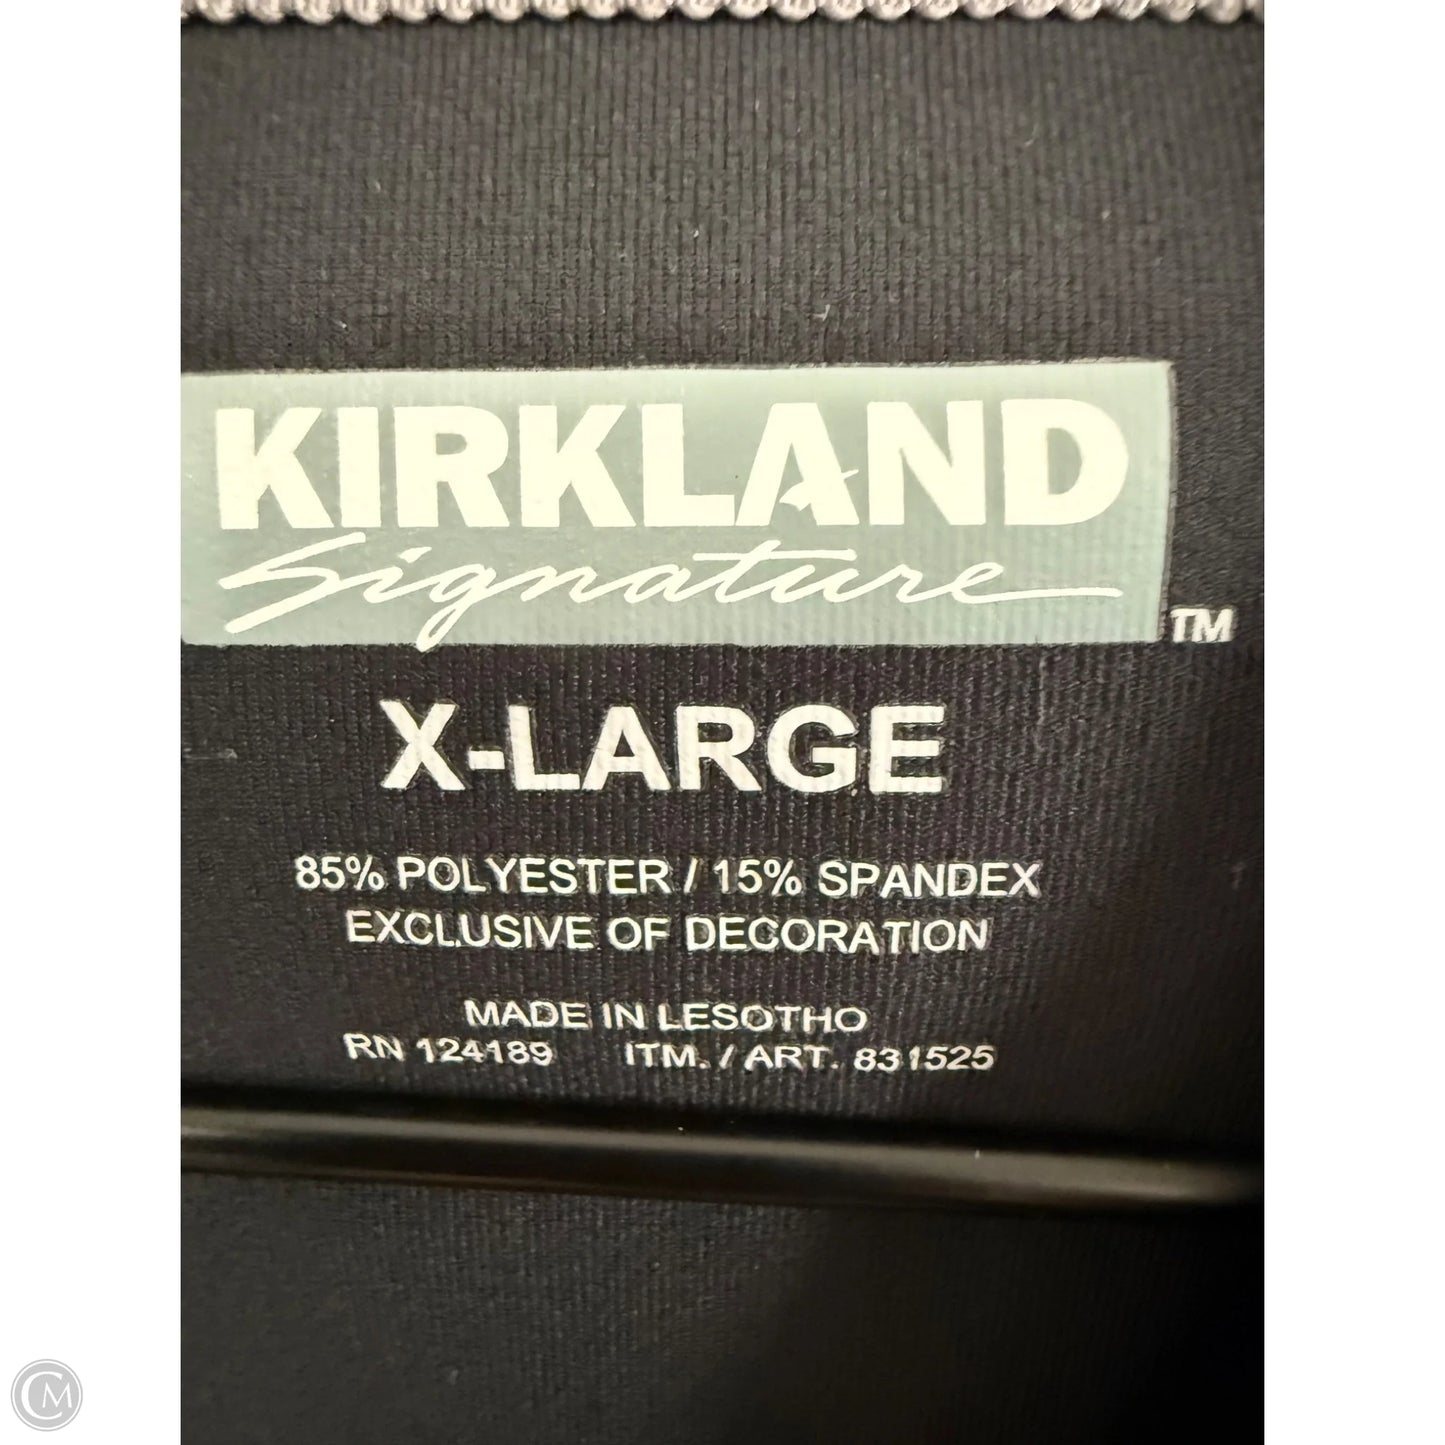 KIRKLAND
Signature TM
X-LARGE
85% POLYESTER / 15% SPANDEX
EXCLUSIVE OF DECORATION
MADE IN LESOTHO
RN 124189 ITM. / ART. 831525
CM